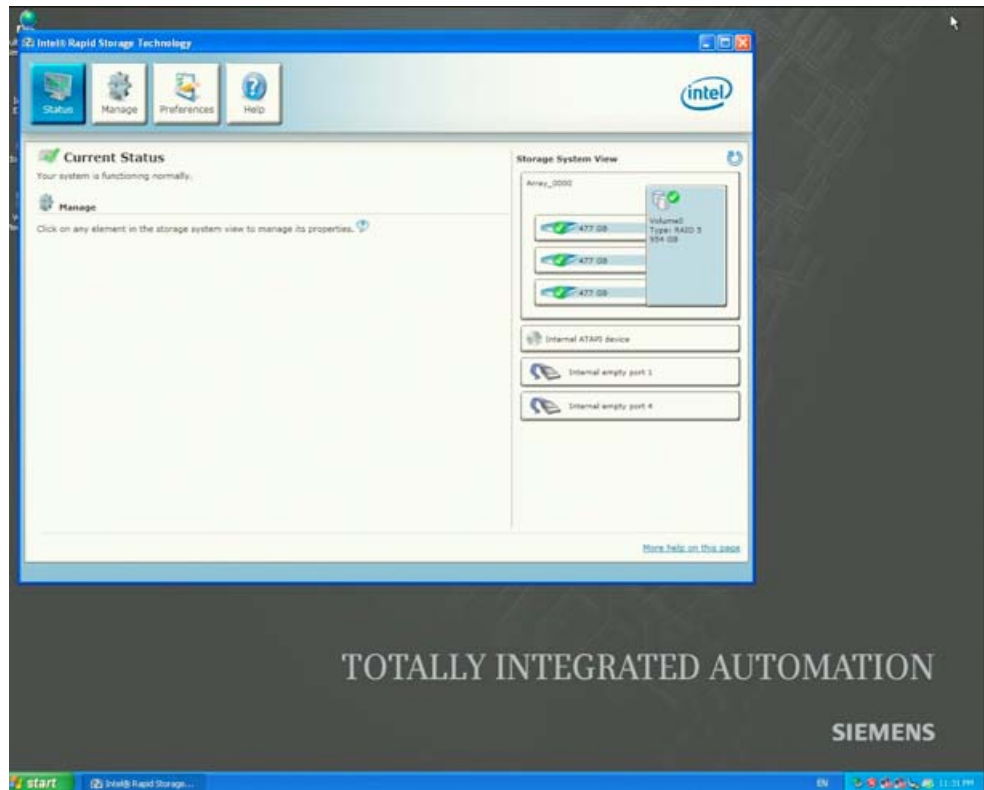 Intel® Rapid Storage Technology
Status
Manage
Preferences
Help
intel
Current Status
Your system is functioning normally.
Manage
Click on any element in the storage system view to manage its properties.
Storage System View
Array_0000
477 GB
477 GB
477 GB
Volume0
Type: RAID 5
954 GB
Internal ATAPI device
Internal empty port 1
Internal empty port 4
More help on this page
TOTALLY INTEGRATED AUTOMATION
SIEMENS
start
Intel® Rapid Storage...
EN
11:31 PM